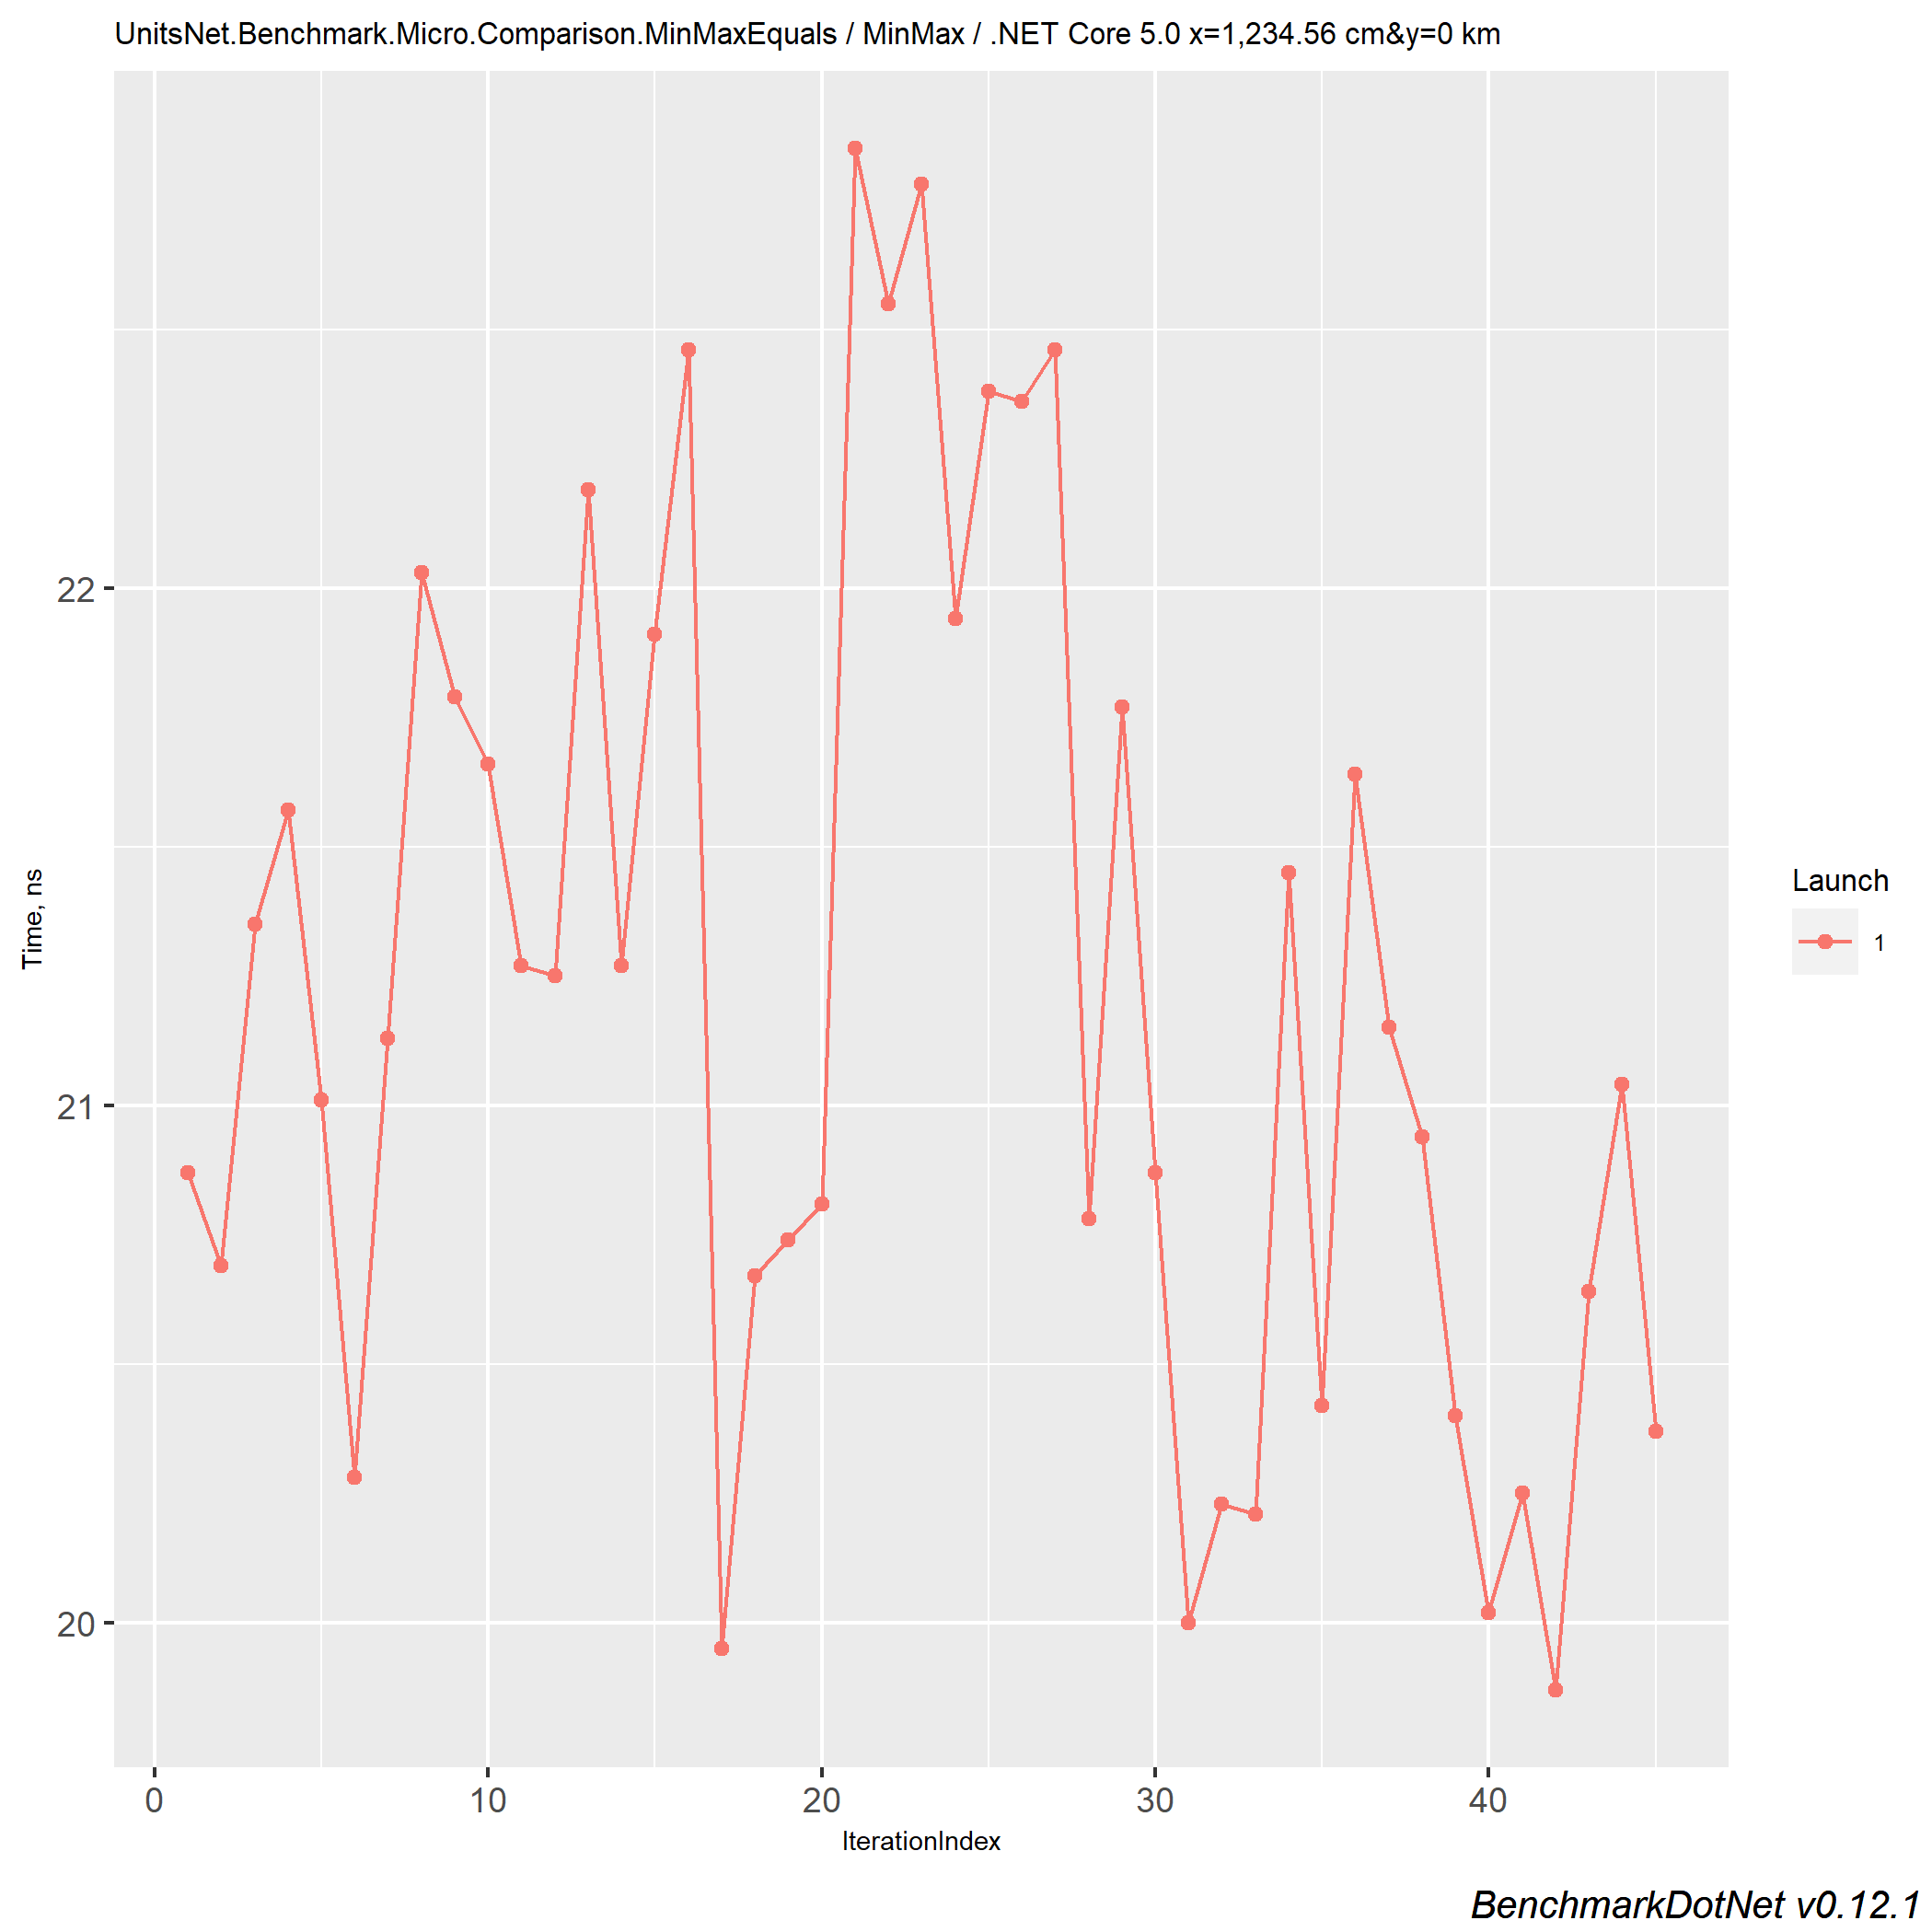 UnitsNet.Benchmark.Micro.Comparison.MinMaxEquals / MinMax / .NET Core 5.0 x=1,234.56 cm&y=0 km
22
21
20
Time, ns
0 10 20 30 40
IterationIndex
Launch
1
BenchmarkDotNet v0.12.1